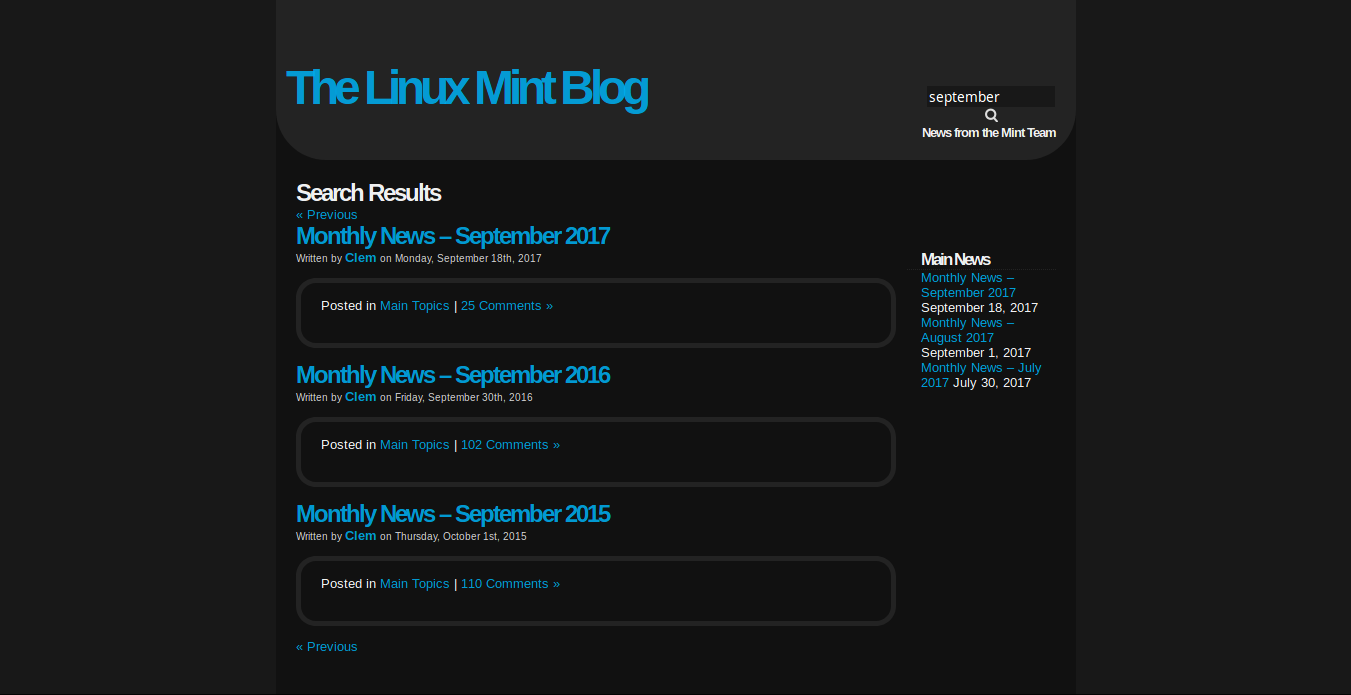 The Linux Mint Blog
september
News from the Mint Team
Search Results
« Previous
Monthly News – September 2017
Written by Clem on Monday, September 18th, 2017
Posted in Main Topics | 25 Comments »
Monthly News – September 2016
Written by Clem on Friday, September 30th, 2016
Posted in Main Topics | 102 Comments »
Monthly News – September 2015
Written by Clem on Thursday, October 1st, 2015
Posted in Main Topics | 110 Comments »
« Previous
Main News
Monthly News –
September 2017
September 18, 2017
Monthly News –
August 2017
September 1, 2017
Monthly News – July
2017 July 30, 2017